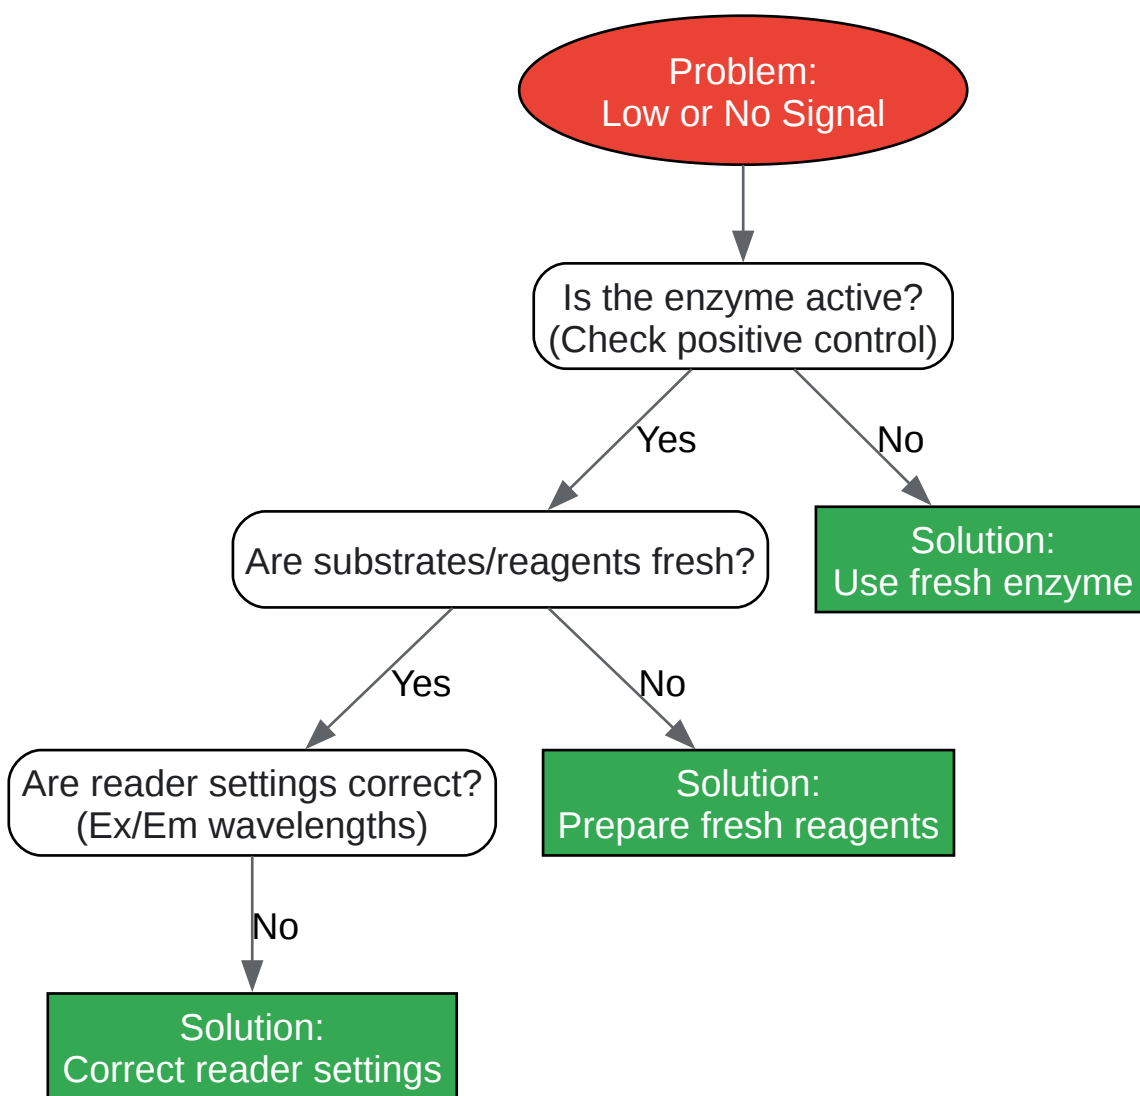 Problem:
Low or No Signal
Is the enzyme active?
(Check positive control)
Yes
No
Are substrates/reagents fresh?
Solution:
Use fresh enzyme
Yes
No
Are reader settings correct?
(Ex/Em wavelengths)
Solution:
Prepare fresh reagents
No
Solution:
Correct reader settings